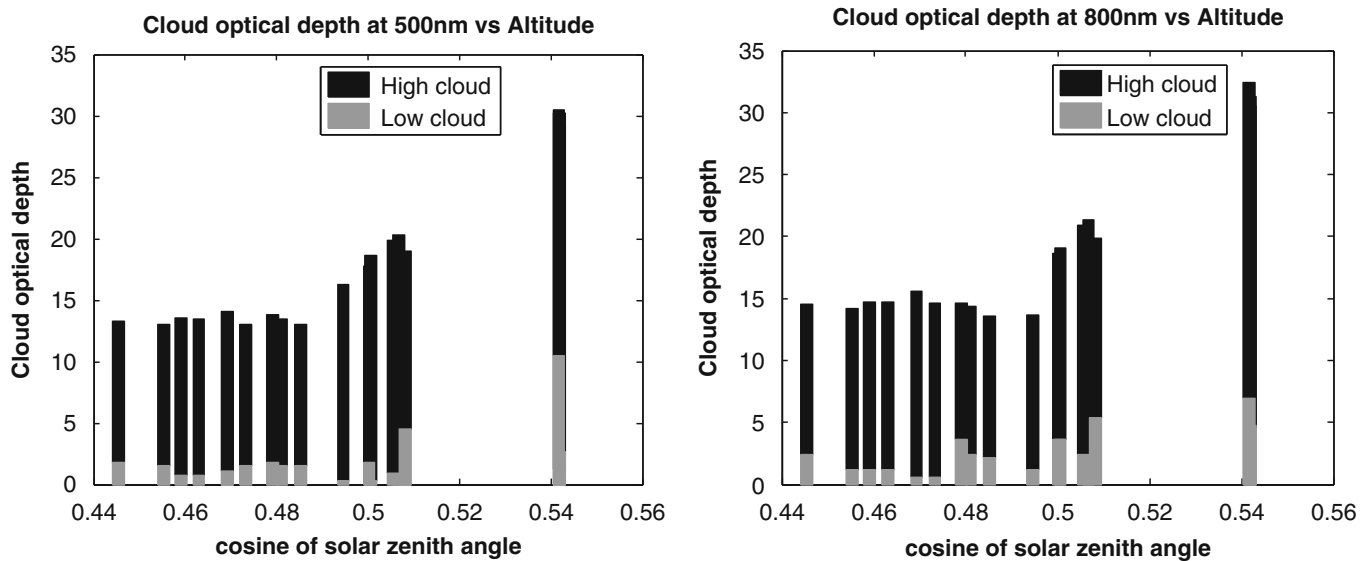 Cloud optical depth at 500nm vs Altitude
35
30
25
20
15
10
5
0
Cloud optical depth
High cloud
Low cloud
0.44 0.46 0.48 0.5 0.52 0.54 0.56
cosine of solar zenith angle
Cloud optical depth at 800nm vs Altitude
35
30
25
20
15
10
5
0
Cloud optical depth
High cloud
Low cloud
0.44 0.46 0.48 0.5 0.52 0.54 0.56
cosine of solar zenith angle